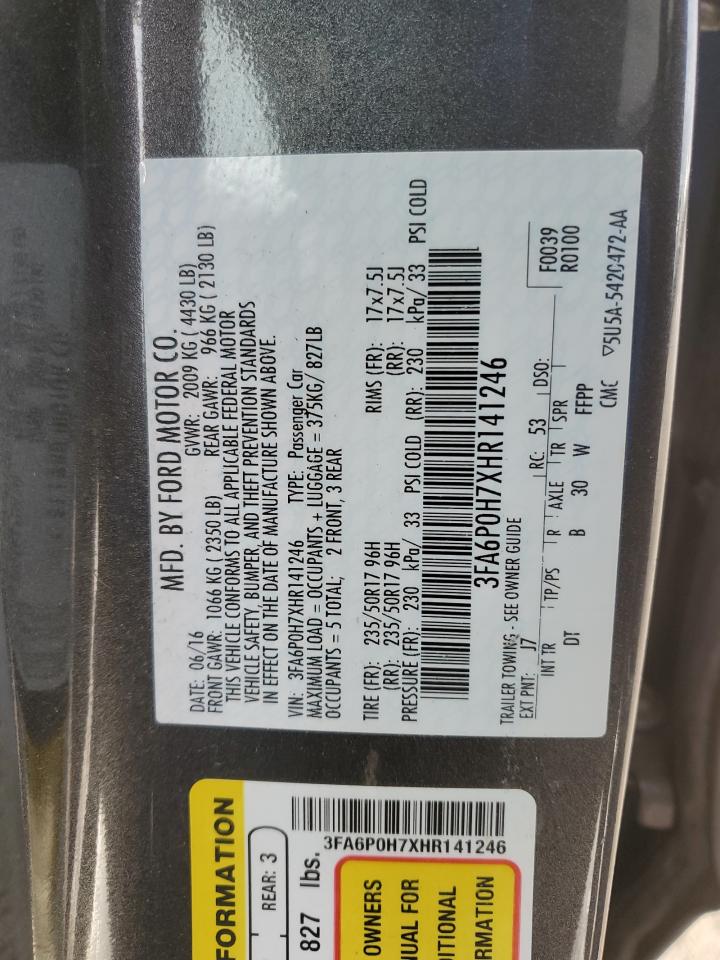 MFD. BY FORD MOTOR CO.
DATE: 06/16 GVWR: 2009 KG ( 4430 LB)
FRONT GAWR: 1066 KG (2350 LB) REAR GAWR: 966 KG ( 2130 LB)
THIS VEHICLE CONFORMS TO ALL APPLICABLE FEDERAL MOTOR
VEHICLE SAFETY, BUMPER, AND THEFT PREVENTION STANDARDS
IN EFFECT ON THE DATE OF MANUFACTURE SHOWN ABOVE.
VIN: 3FA6P0H7XHR141246 TYPE: Passenger Car
MAXIMUM LOAD = OCCUPANTS + LUGGAGE = 375KG/ 827LB
OCCUPANTS = 5 TOTAL; 2 FRONT, 3 REAR
TIRE (FR): 235/50R17 96H RIMS (FR): 17x7.5J
(RR): 235/50R17 96H (RR): 17x7.5J
PRESSURE (FR): 230 kPa/ 33 PSI COLD (RR): 230 kPa/ 33 PSI COLD
3FA6P0H7XHR141246
TRAILER TOWING - SEE OWNER GUIDE
EXT PNT: J7 RC: 53 DSO: F0039
R0100
INT TR TP/PS R AXLE TR SPR
DT B 30 W FFPP
CMC ▽5U5A-5420472-AA
FORMATION
REAR: 3
827 lbs.
3FA6P0H7XHR141246
OWNERS
UAL FOR
ITIONAL
RMATION